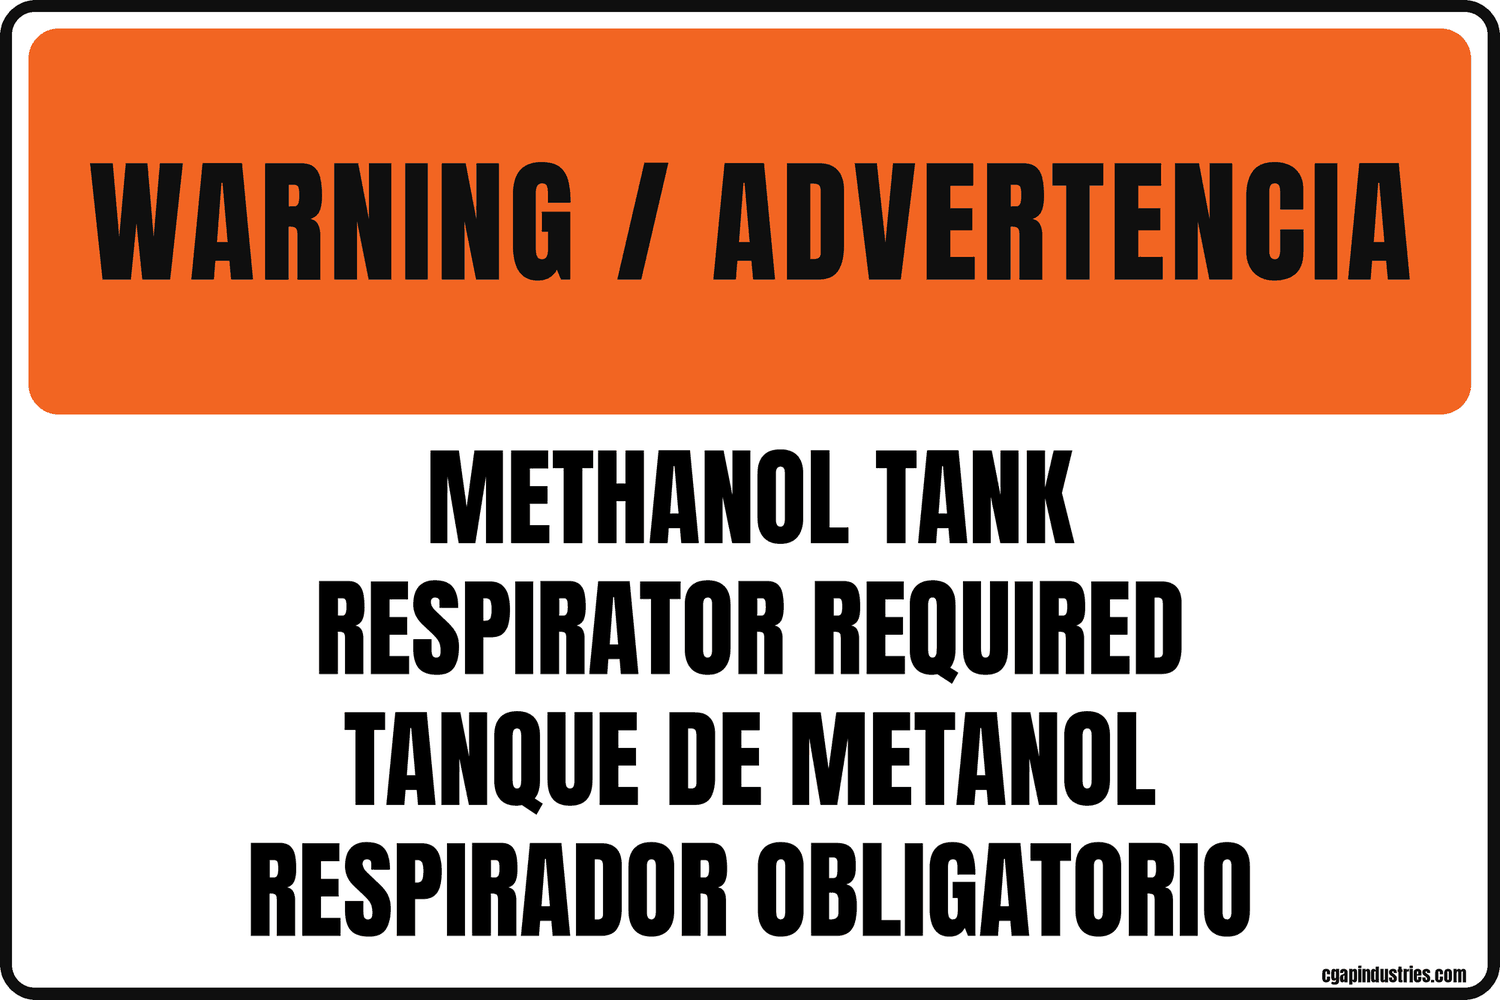 WARNING / ADVERTENCIA
METHANOL TANK
RESPIRATOR REQUIRED
TANQUE DE METANOL
RESPIRADOR OBLIGATORIO
cgapindustries.com